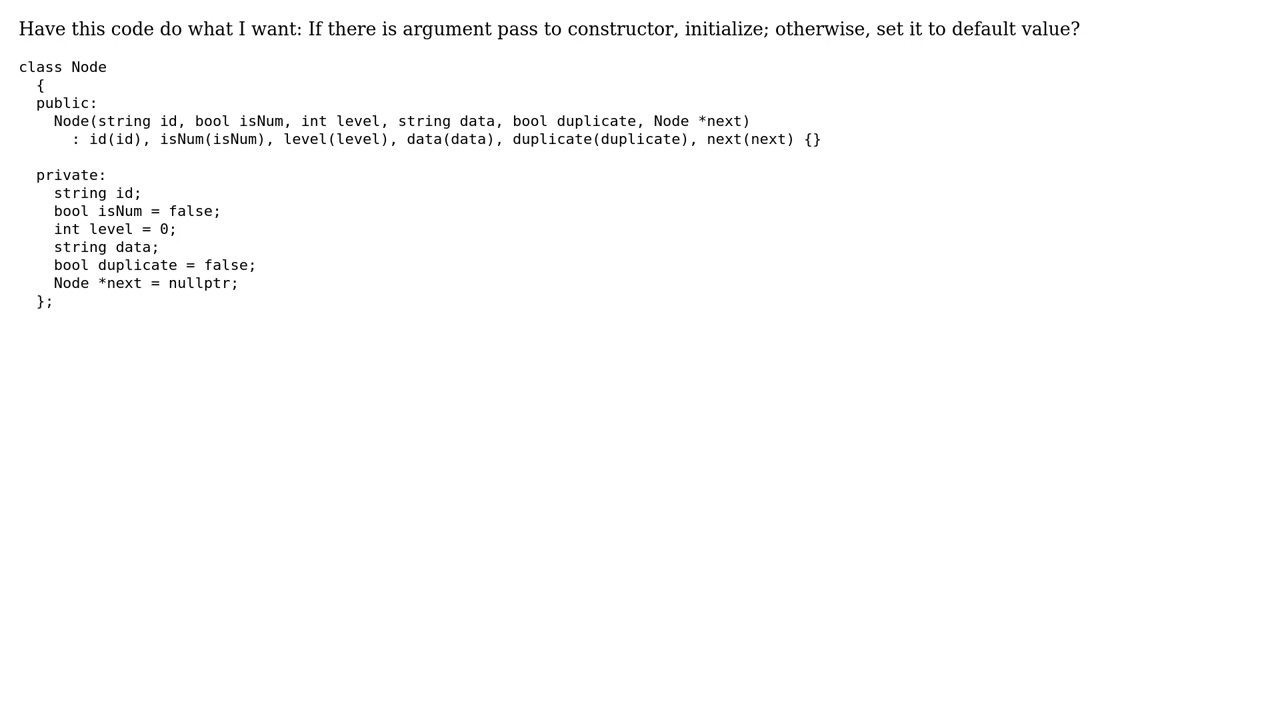 Have this code do what I want: If there is argument pass to constructor, initialize; otherwise, set it to default value?
class Node
  {
  public:
    Node(string id, bool isNum, int level, string data, bool duplicate, Node *next)
      : id(id), isNum(isNum), level(level), data(data), duplicate(duplicate), next(next) {}

  private:
    string id;
    bool isNum = false;
    int level = 0;
    string data;
    bool duplicate = false;
    Node *next = nullptr;
  };